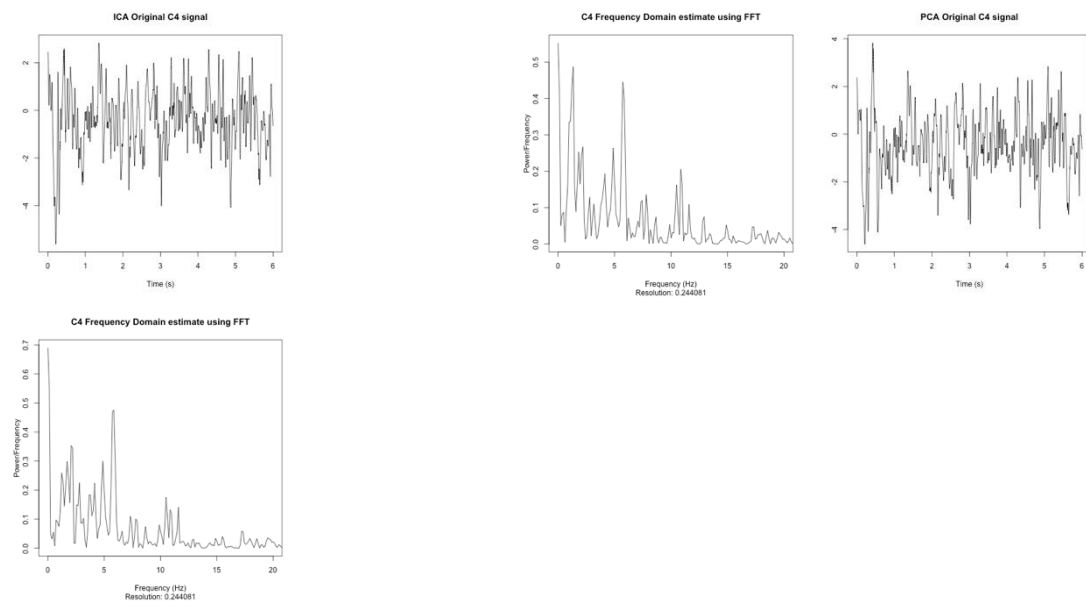 ICA Original C4 signal
2
0
-2
-4
0 1 2 3 4 5 6
Time (s)
C4 Frequency Domain estimate using FFT
Power/Frequency
0.5
0.4
0.3
0.2
0.1
0.0
0 5 10 15 20
Frequency (Hz)
Resolution: 0.244081
PCA Original C4 signal
4
2
0
-2
-4
0 1 2 3 4 5 6
Time (s)
C4 Frequency Domain estimate using FFT
Power/Frequency
0.7
0.6
0.5
0.4
0.3
0.2
0.1
0.0
0 5 10 15 20
Frequency (Hz)
Resolution: 0.244081